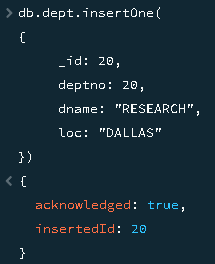 > db.dept.insertOne(
{
_id: 20,
deptno: 20,
dname: "RESEARCH",
loc: "DALLAS"
})
< {
acknowledged: true,
insertedId: 20
}